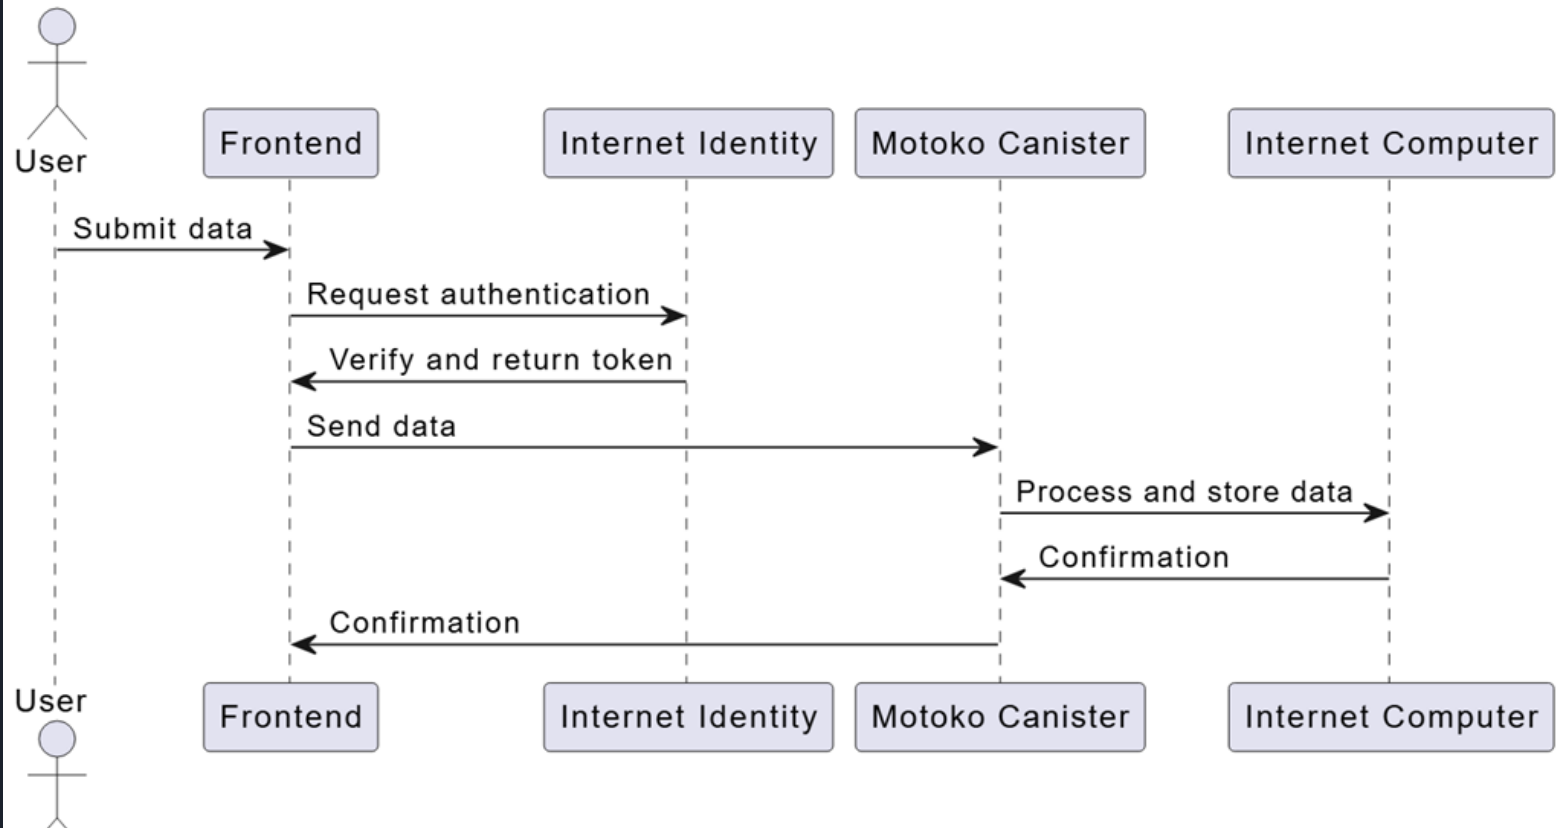 User
Frontend
Internet Identity
Motoko Canister
Internet Computer
Submit data
Request authentication
Verify and return token
Send data
Process and store data
Confirmation
Confirmation
User
Frontend
Internet Identity
Motoko Canister
Internet Computer